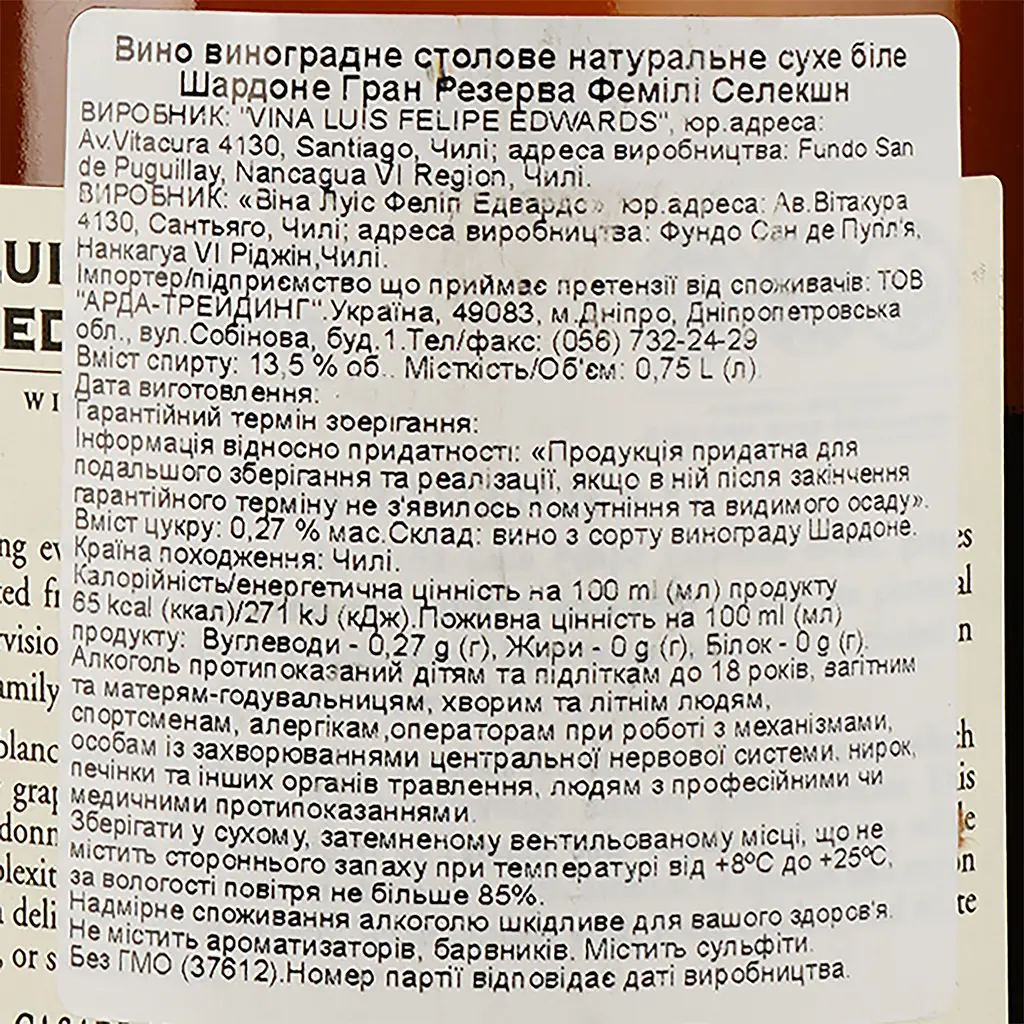 Вино виноградне столове натуральне сухе біле
Шардоне Гран Резерва Фемілі Селекшн
ВИРОБНИК: "VINA LUIS FELIPE EDWARDS", юр.адреса:
Av.Vitacura 4130, Santiago, Чилі; адреса виробництва: Fundo San
de Puguillay, Nancagua VI Region, Чилі.
ВИРОБНИК: «Віна Луіс Феліп Едвардс» юр.адреса: Ав.Вітакура
4130, Сантьяго, Чилі; адреса виробництва: Фундо Сан де Пупл'я,
Нанкагуа VI Ріджін,Чилі.
Імпортер/підприємство що приймає претензії від споживачів: ТОВ
"АРДА-ТРЕЙДИНГ".Україна, 49083, м.Дніпро, Дніпропетровська
обл., вул.Собінова, буд.1.Тел/факс: (056) 732-24-29
Вміст спирту: 13,5 % об.. Місткість/Об'єм: 0,75 L (л)
Дата виготовлення:
Гарантійний термін зберігання:
Інформація відносно придатності: «Продукція придатна для
подальшого зберігання та реалізації, якщо в ній після закінчення
гарантійного терміну не з'явилось помутніння та видимого осаду».
Вміст цукру: 0,27 % мас.Склад: вино з сорту винограду Шардоне.
Країна походження: Чилі.
Калорійність/енергетична цінність на 100 ml (мл) продукту
65 kcal (ккал)/271 kJ (кДж).Поживна цінність на 100 ml (мл)
продукту: Вуглеводи - 0,27 g (г), Жири - 0 g (г), Білок - 0 g (г).
Алкоголь протипоказаний дітям та підліткам до 18 років, вагітним
та матерям-годувальницям, хворим та літнім людям,
спортсменам, алергікам,операторам при роботі з механізмами,
особам із захворюваннями центральної нервової системи, нирок,
печінки та інших органів травлення, людям з професійними чи
медичними протипоказаннями.
Зберігати у сухому, затемненому вентильованому місці, що не
містить стороннього запаху при температурі від +8ºС до +25ºС,
за вологості повітря не більше 85%.
Надмірне споживання алкоголю шкідливе для вашого здоров'я.
Не містить ароматизаторів, барвників. Містить сульфіти.
Без ГМО (37612).Номер партії відповідає даті виробництва.